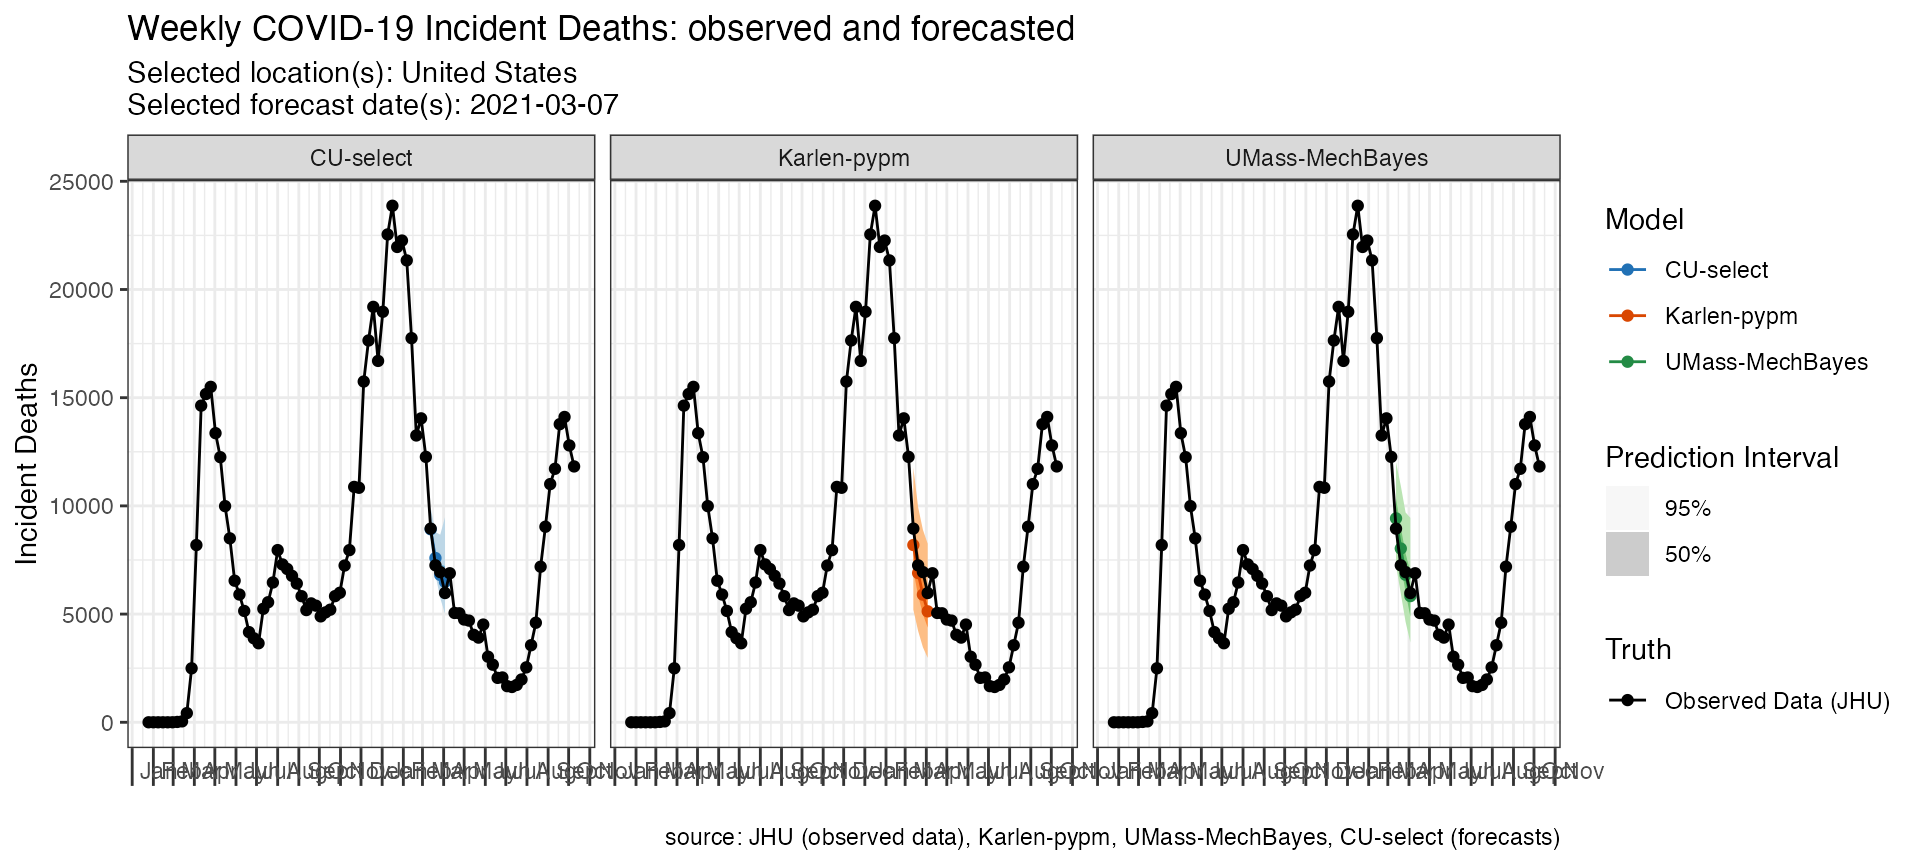 Weekly COVID-19 Incident Deaths: observed and forecasted
Selected location(s): United States
Selected forecast date(s): 2021-03-07
CU-select
Karlen-pypm
UMass-MechBayes
Incident Deaths
25000
20000
15000
10000
5000
0
Model
CU-select
Karlen-pypm
UMass-MechBayes
Prediction Interval
95%
50%
Truth
Observed Data (JHU)
source: JHU (observed data), Karlen-pypm, UMass-MechBayes, CU-select (forecasts)